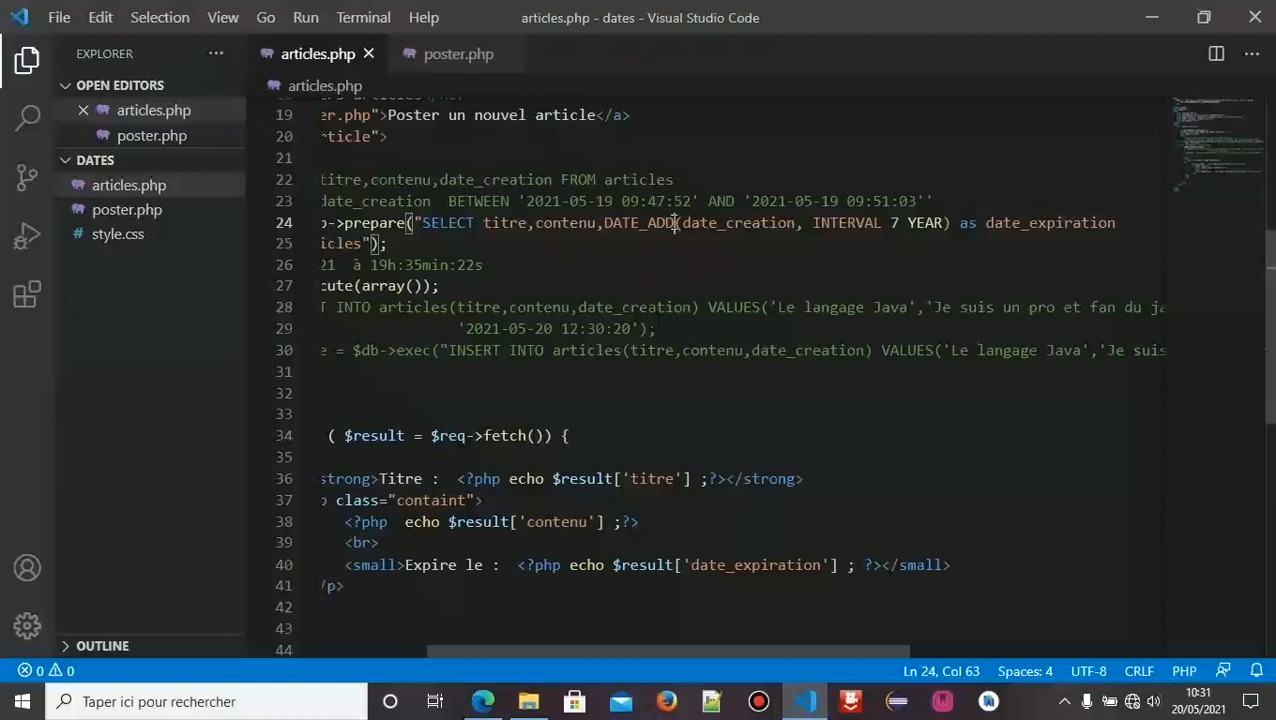 File Edit Selection View Go Run Terminal Help articles.php - dates - Visual Studio Code
EXPLORER ··· articles.php poster.php ···
OPEN EDITORS
articles.php
articles.php
poster.php
DATES
articles.php
poster.php
style.css
OUTLINE
19 er.php">Poster un nouvel article</a>
20 rticle">
21
22 titre,contenu,date_creation FROM articles
23 date_creation  BETWEEN '2021-05-19 09:47:52' AND '2021-05-19 09:51:03''
24 b->prepare("SELECT titre,contenu,DATE_ADD(date_creation, INTERVAL 7 YEAR) as date_expiration
25 icles");
26 21  à 19h:35min:22s
27 cute(array());
28 T INTO articles(titre,contenu,date_creation) VALUES('Le langage Java','Je suis un pro et fan du ja
29 '2021-05-20 12:30:20');
30 e = $db->exec("INSERT INTO articles(titre,contenu,date_creation) VALUES('Le langage Java','Je suis
31
32
33
34 ( $result = $req->fetch()) {
35
36 strong>Titre :  <?php echo $result['titre'] ;?></strong>
37 class="containt">
38 <?php  echo $result['contenu'] ;?>
39 <br>
40 <small>Expire le :  <?php echo $result['date_expiration'] ; ?></small>
41 /p>
42
43
44
0 0 Ln 24, Col 63 Spaces: 4 UTF-8 CRLF PHP
Taper ici pour rechercher 10:31
20/05/2021